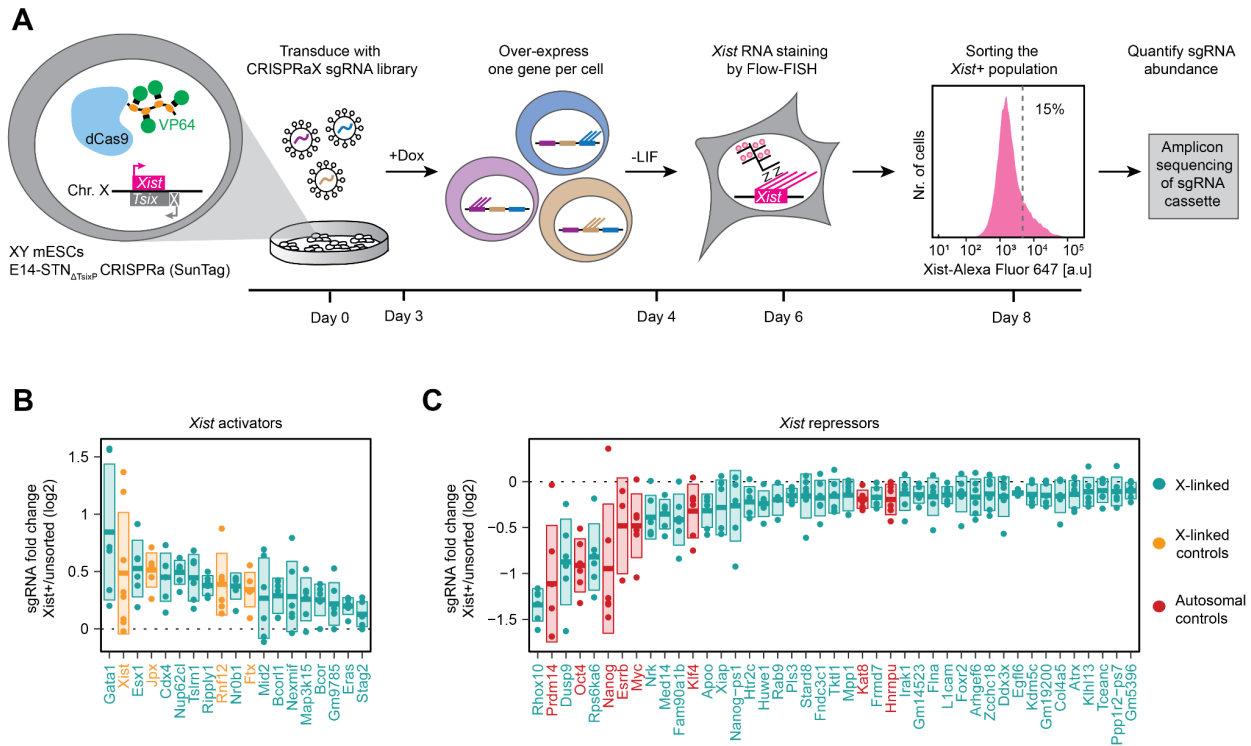 A
Transduce with
CRISPRaX sgRNA library
Over-express
one gene per cell
Xist RNA staining
by Flow-FISH
Sorting the
Xist+ population
Quantify sgRNA
abundance
dCas9
VP64
Chr. X
Xist
Tsix
X
+Dox
-LIF
Z Z
Xist
Nr. of cells
15%
10¹ 10² 10³ 10⁴ 10⁵
Xist-Alexa Fluor 647 [a.u]
Amplicon
sequencing
of sgRNA
cassette
XY mESCs
E14-STNΔTsixP CRISPRa (SunTag)
Day 0
Day 3
Day 4
Day 6
Day 8
B
Xist activators
sgRNA fold change
Xist+/unsorted (log2)
1.5
1
0.5
0
Gata1
Xist
Esx1
Jpx
Cdx4
Nup62cl
Tslrn1
Ripply1
Rnf12
Nr0b1
Ftx
Mid2
Bcorl1
Nexmif
Map3k15
Bcor
Gm9785
Eras
Stag2
C
Xist repressors
sgRNA fold change
Xist+/unsorted (log2)
0
−0.5
−1
−1.5
Rhox10
Prdm14
Dusp9
Oct4
Rps6ka6
Nanog
Esrrb
Myc
Nrk
Med14
Fam90a1b
Klf4
Apoo
Xiap
Nanog−ps1
Htr2c
Huwe1
Rab9
Pls3
Stard8
Fndc3c1
Tktl1
Mpp1
Kat8
Frmd7
Hnrnpu
Irak1
Gm14523
Flna
L1cam
Foxr2
Arhgef6
Zcchc18
Ddx3x
Egfl6
Kdm5c
Gm19200
Col4a5
Atrx
Klhl13
Tceanc
Ppp1r2−ps7
Gm5396
X-linked
X-linked
controls
Autosomal
controls